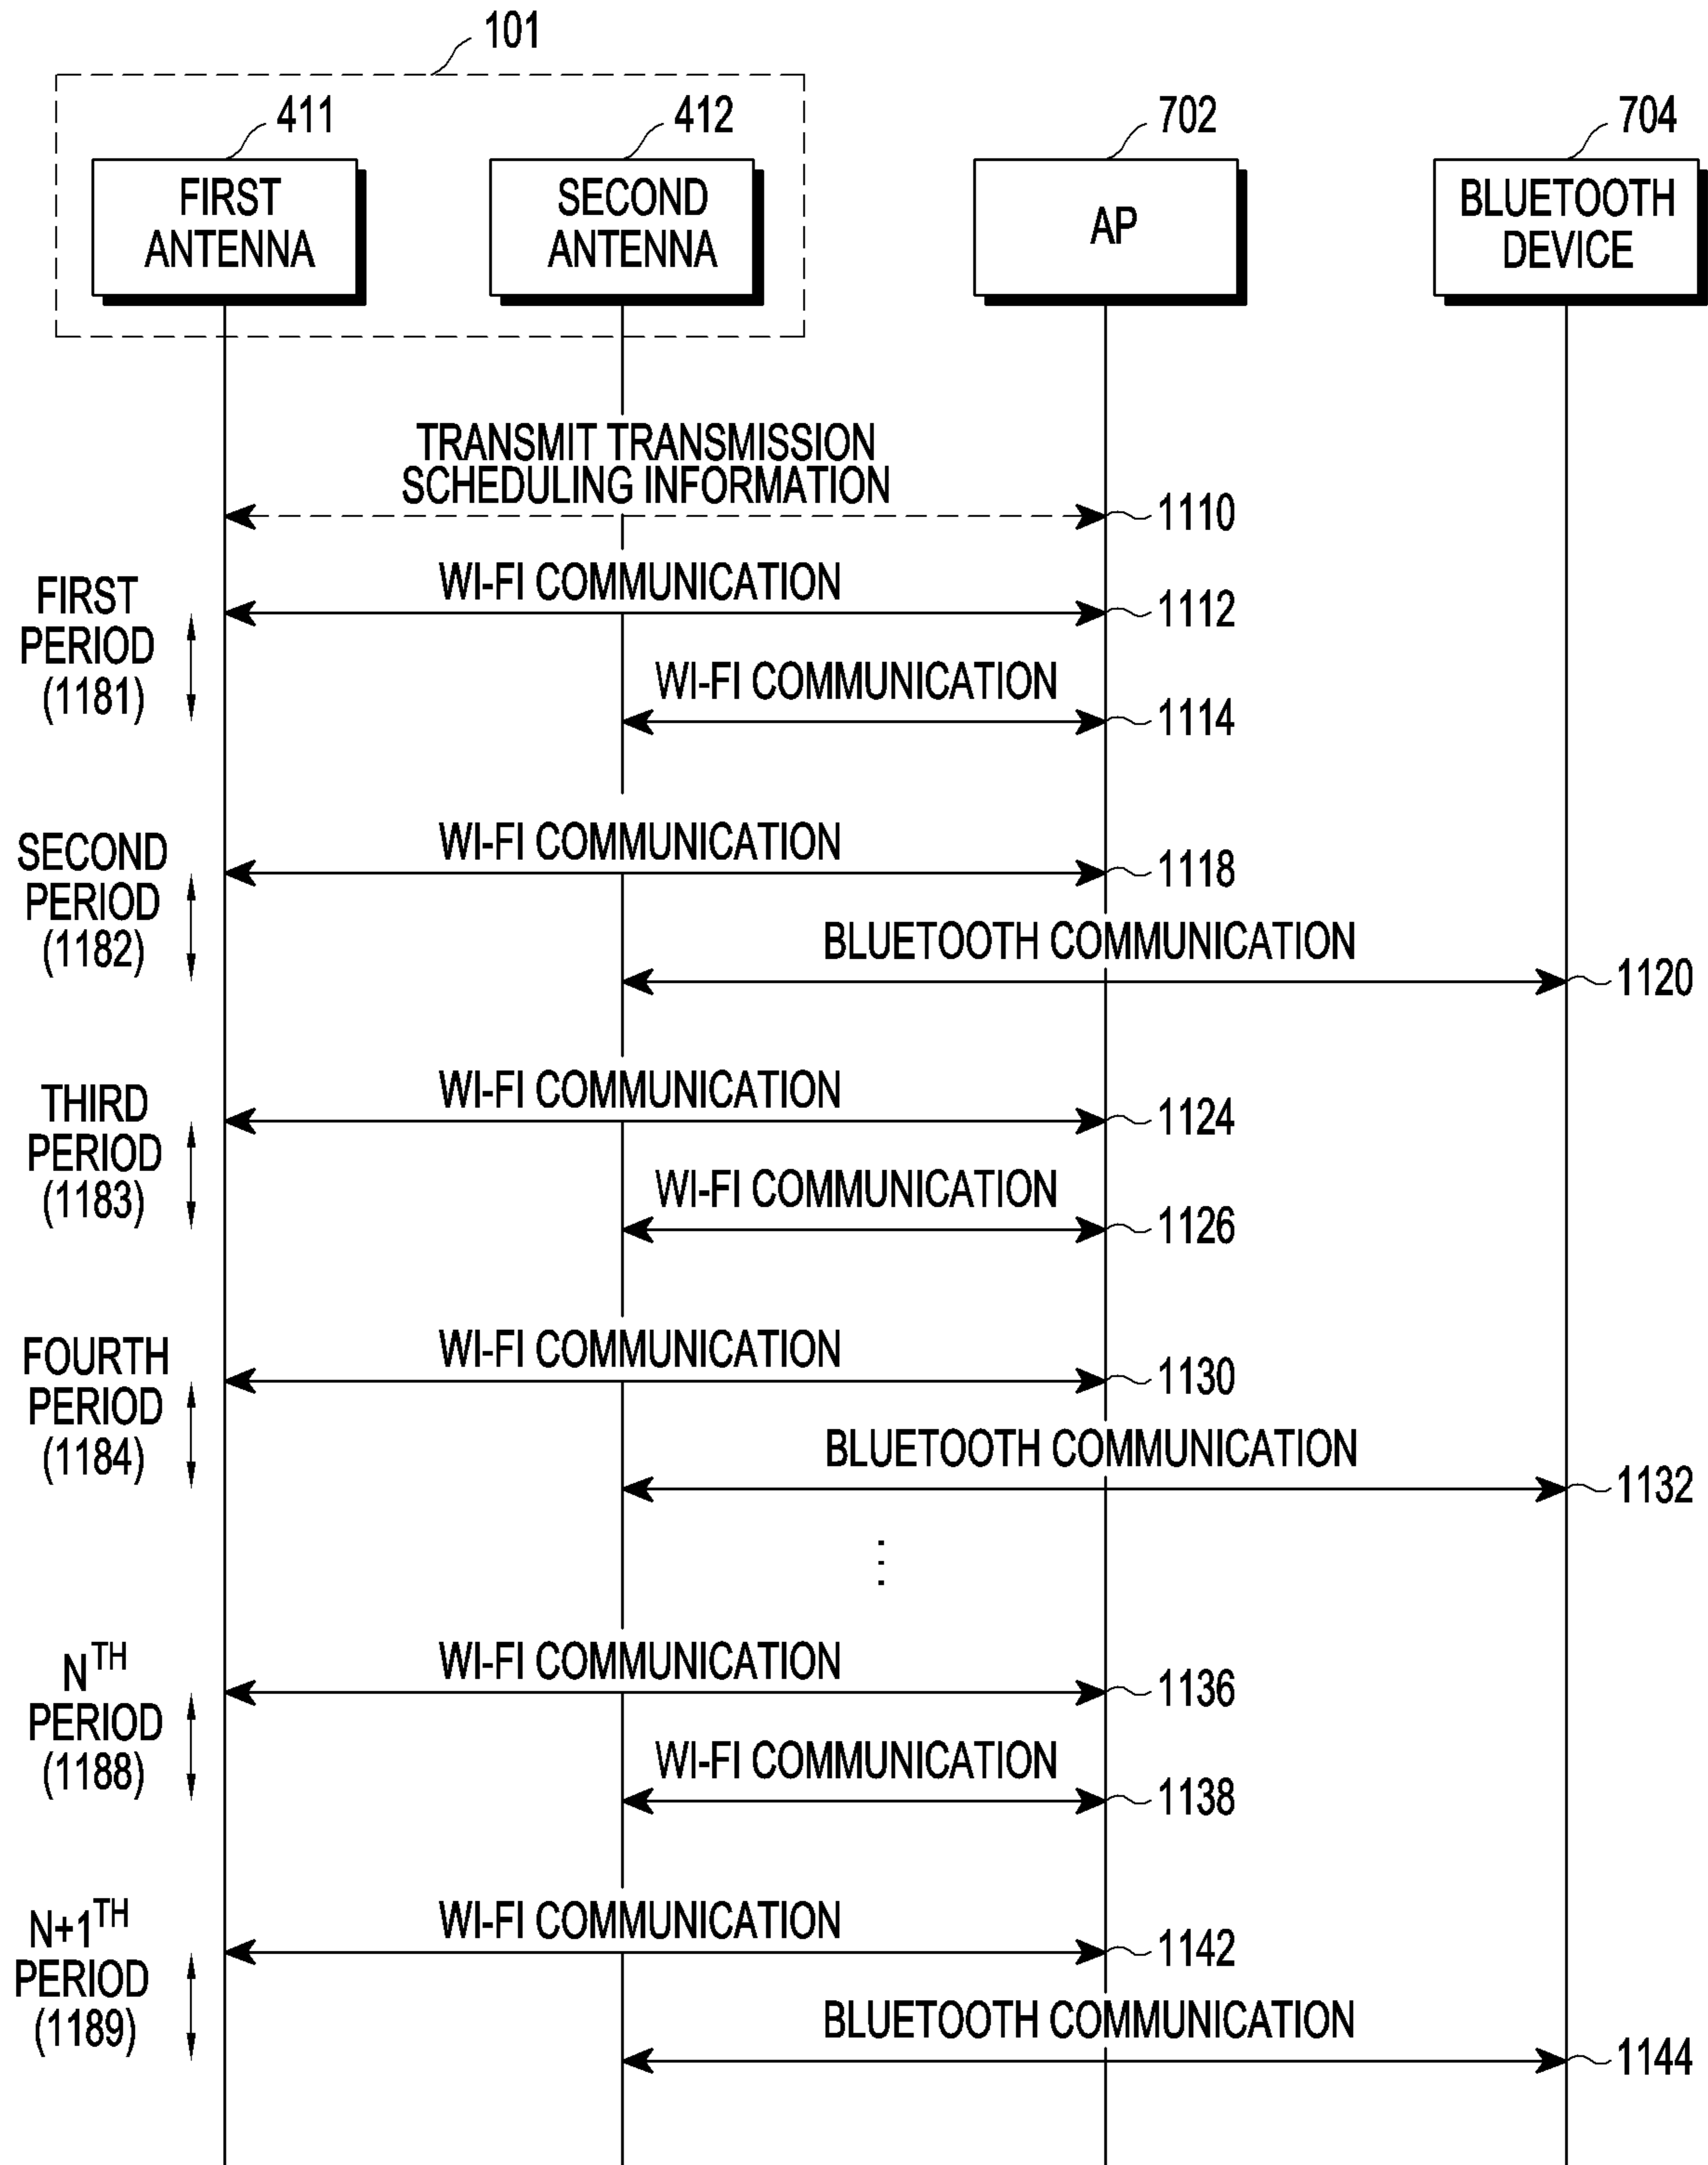 101
411
412
702
704
FIRST
ANTENNA
SECOND
ANTENNA
AP
BLUETOOTH
DEVICE
TRANSMIT TRANSMISSION
SCHEDULING INFORMATION
1110
FIRST
PERIOD
(1181)
WI-FI COMMUNICATION
1112
WI-FI COMMUNICATION
1114
SECOND
PERIOD
(1182)
WI-FI COMMUNICATION
1118
BLUETOOTH COMMUNICATION
1120
THIRD
PERIOD
(1183)
WI-FI COMMUNICATION
1124
WI-FI COMMUNICATION
1126
FOURTH
PERIOD
(1184)
WI-FI COMMUNICATION
1130
BLUETOOTH COMMUNICATION
1132
⋮
N TH
PERIOD
(1188)
WI-FI COMMUNICATION
1136
WI-FI COMMUNICATION
1138
N+1 TH
PERIOD
(1189)
WI-FI COMMUNICATION
1142
BLUETOOTH COMMUNICATION
1144